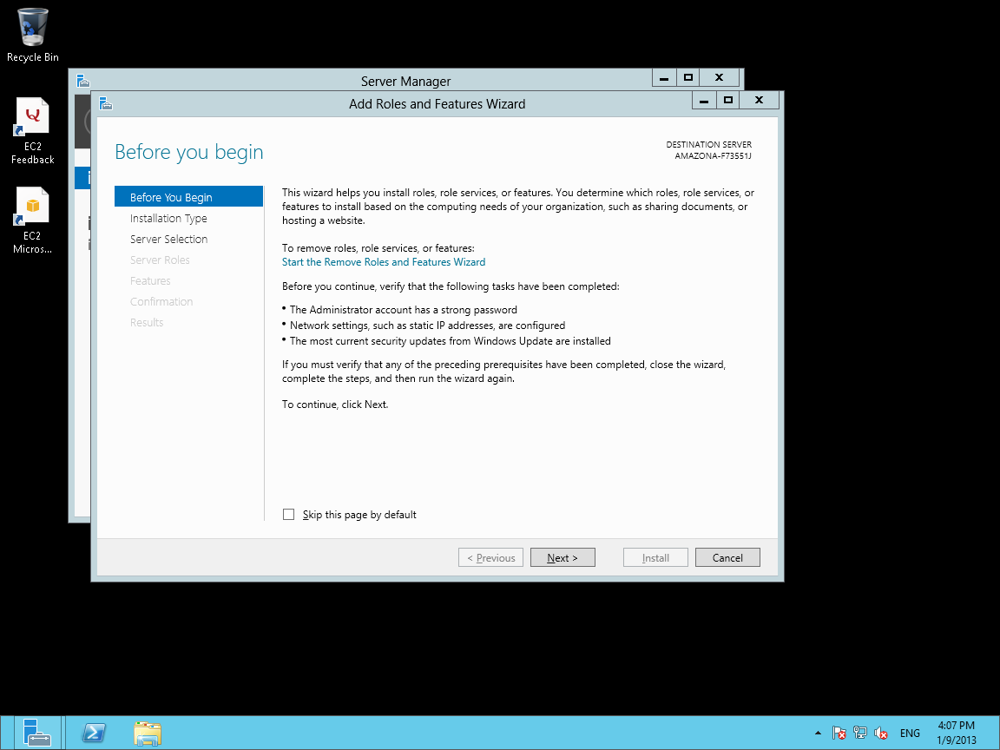 Recycle Bin
EC2
Feedback
EC2
Micros...
Server Manager
Add Roles and Features Wizard
Before you begin
DESTINATION SERVER
AMAZONA-F73551J
Before You Begin
Installation Type
Server Selection
Server Roles
Features
Confirmation
Results
This wizard helps you install roles, role services, or features. You determine which roles, role services, or
features to install based on the computing needs of your organization, such as sharing documents, or
hosting a website.
To remove roles, role services, or features:
Start the Remove Roles and Features Wizard
Before you continue, verify that the following tasks have been completed:
• The Administrator account has a strong password
• Network settings, such as static IP addresses, are configured
• The most current security updates from Windows Update are installed
If you must verify that any of the preceding prerequisites have been completed, close the wizard,
complete the steps, and then run the wizard again.
To continue, click Next.
Skip this page by default
< Previous
Next >
Install
Cancel
ENG
4:07 PM
1/9/2013